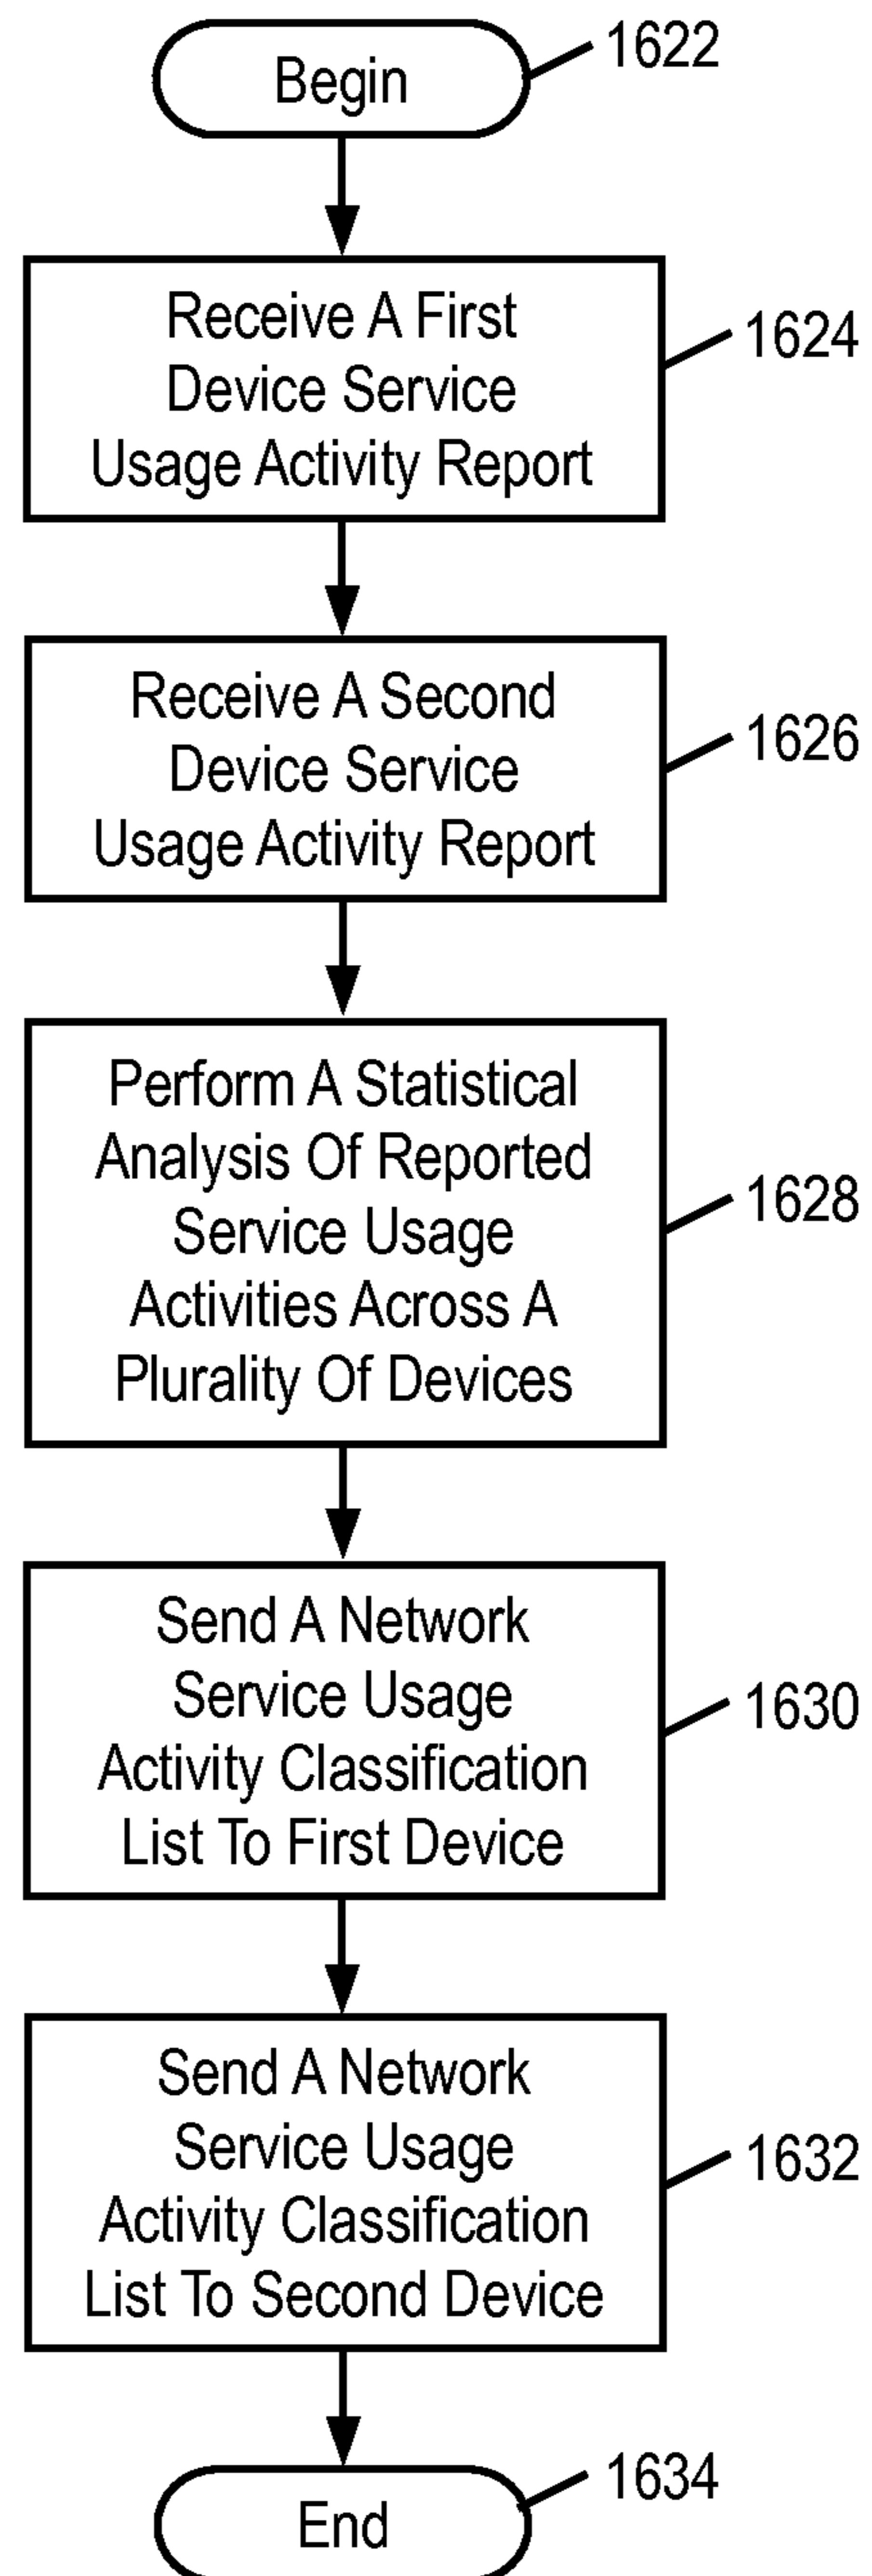 Begin
1622
Receive A First
Device Service
Usage Activity Report
1624
Receive A Second
Device Service
Usage Activity Report
1626
Perform A Statistical
Analysis Of Reported
Service Usage
Activities Across A
Plurality Of Devices
1628
Send A Network
Service Usage
Activity Classification
List To First Device
1630
Send A Network
Service Usage
Activity Classification
List To Second Device
1632
End
1634